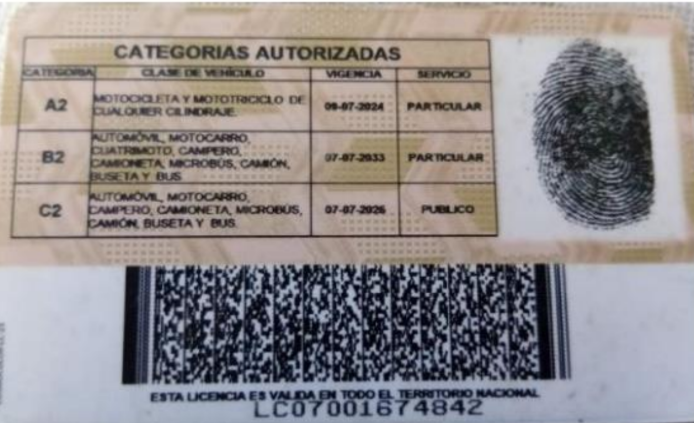 CATEGORIAS AUTORIZADAS
CATEGORIA CLASE DE VEHÍCULO VIGENCIA SERVICIO
A2 MOTOCICLETA Y MOTOTRICICLO DE CUALQUIER CILINDRAJE. 09-07-2024 PARTICULAR
B2 AUTOMÓVIL, MOTOCARRO, CUATRIMOTO, CAMPERO, CAMIONETA, MICROBÚS, CAMIÓN, BUSETA Y BUS 07-07-2033 PARTICULAR
C2 AUTOMÓVIL, MOTOCARRO, CAMPERO, CAMIONETA, MICROBÚS, CAMIÓN, BUSETA Y BUS. 07-07-2026 PUBLICO
ESTA LICENCIA ES VALIDA EN TODO EL TERRITORIO NACIONAL
LC07001674842